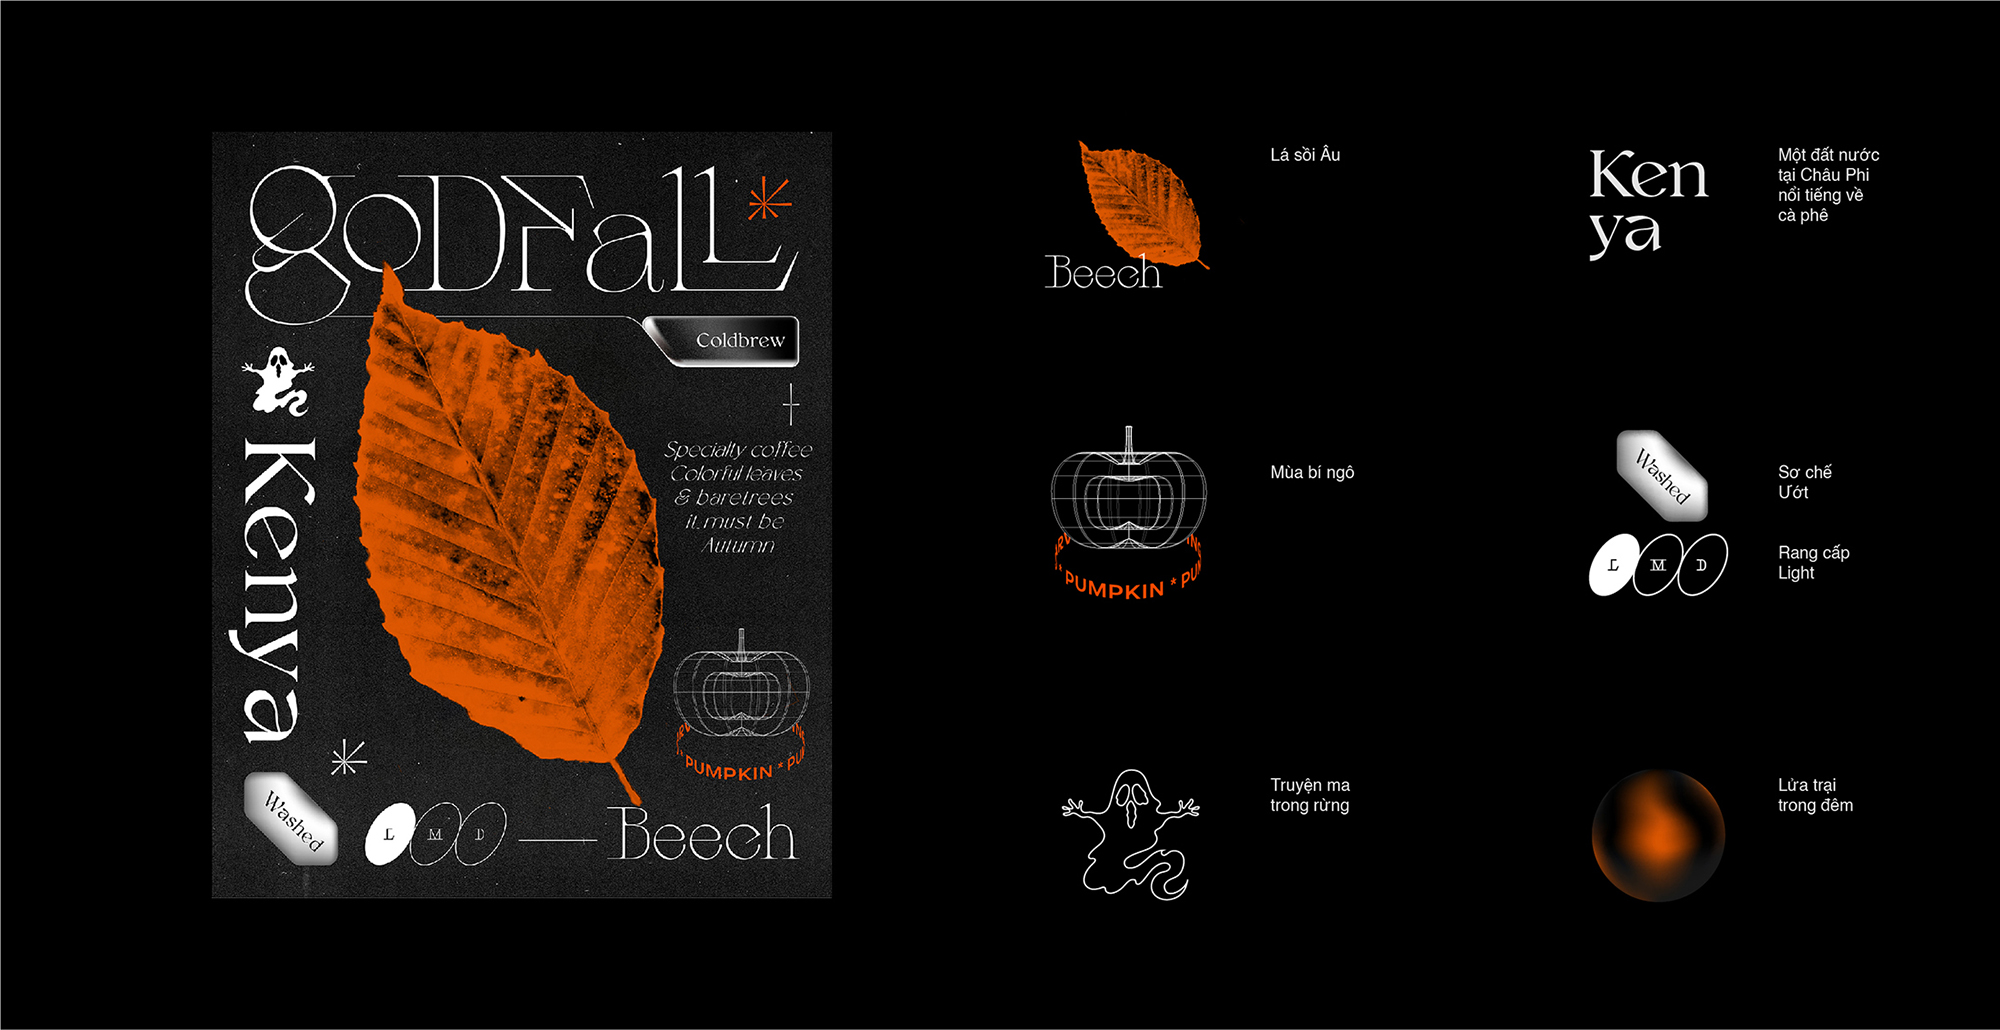 goDFaLL
Coldbrew
Kenya
Specialty coffee
Colorful leaves
& baretrees
it must be
Autumn
* PUMPKIN * PU
Washed
L M D
Beech
Beech
Lá sồi Âu
Ken
ya
Một đất nước
tại Châu Phi
nổi tiếng về
cà phê
* PUMPKIN * PUM
Mùa bí ngô
Washed
Sơ chế
Ướt
L M D
Rang cấp
Light
Truyện ma
trong rừng
Lửa trại
trong đêm